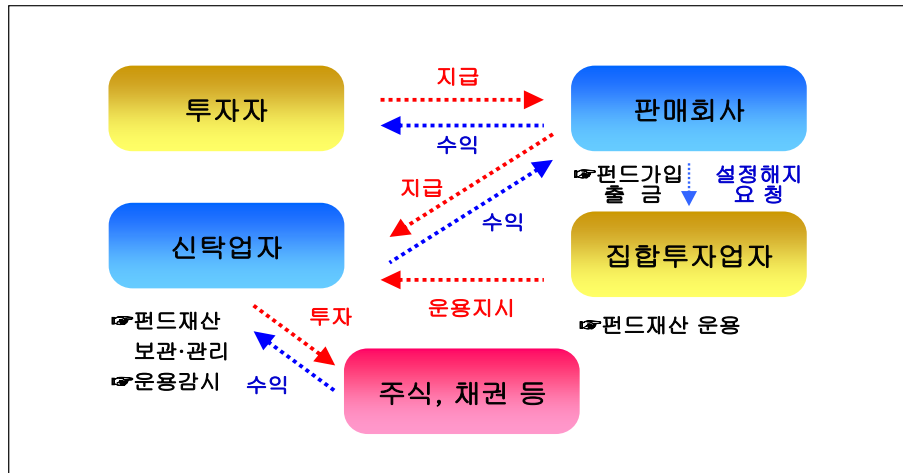 지급
투자자
판매회사
수익
☞펀드가입
출 금
설정해지
요 청
지급
수익
신탁업자
집합투자업자
운용지시
☞펀드재산
보관·관리
☞운용감시
투자
☞펀드재산 운용
수익
주식, 채권 등